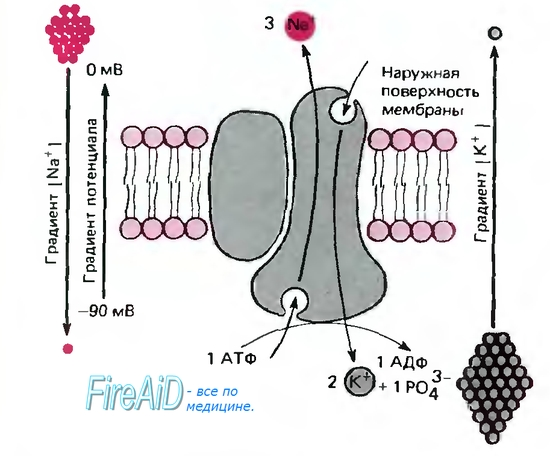 3 Na⁺
0 мВ
Наружная
поверхность
мембраны
Градиент [Na⁺]
Градиент потенциала
Градиент [K⁺]
−90 мВ
1 АТФ
1 АДФ
2 K⁺ + 1 PO₄³⁻
FireAiD - все по
медицине.